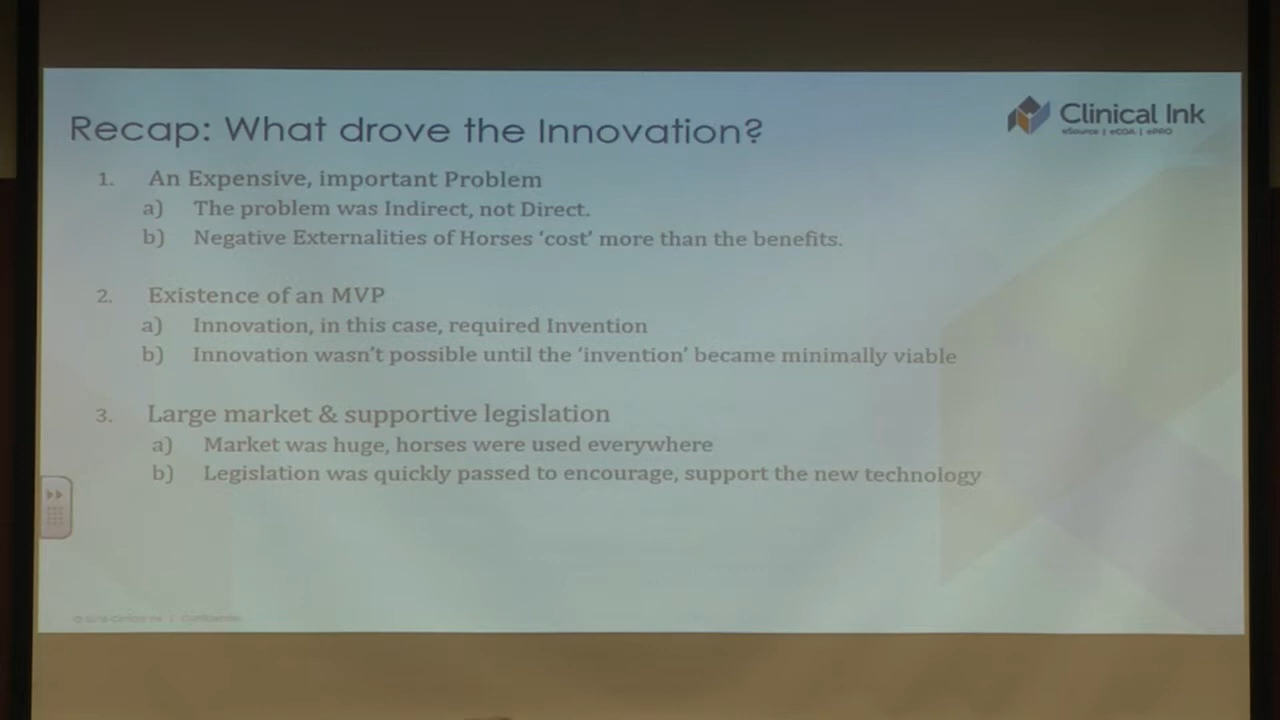 Recap: What drove the Innovation?
Clinical Ink
eSource | eCOA | ePRO
1. An Expensive, important Problem
a) The problem was Indirect, not Direct.
b) Negative Externalities of Horses ‘cost’ more than the benefits.
2. Existence of an MVP
a) Innovation, in this case, required Invention
b) Innovation wasn’t possible until the ‘invention’ became minimally viable
3. Large market & supportive legislation
a) Market was huge, horses were used everywhere
b) Legislation was quickly passed to encourage, support the new technology